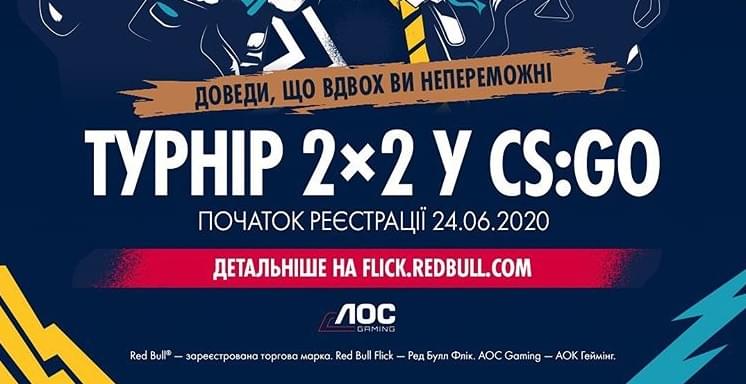 ДОВЕДИ, ЩО ВДВОХ ВИ НЕПЕРЕМОЖНІ
ТУРНІР 2×2 У CS:GO
ПОЧАТОК РЕЄСТРАЦІЇ 24.06.2020
ДЕТАЛЬНІШЕ НА FLICK.REDBULL.COM
AOC
GAMING
Red Bull® — зареєстрована торгова марка. Red Bull Flick — Ред Булл Флік. AOC Gaming — АОК Геймінг.